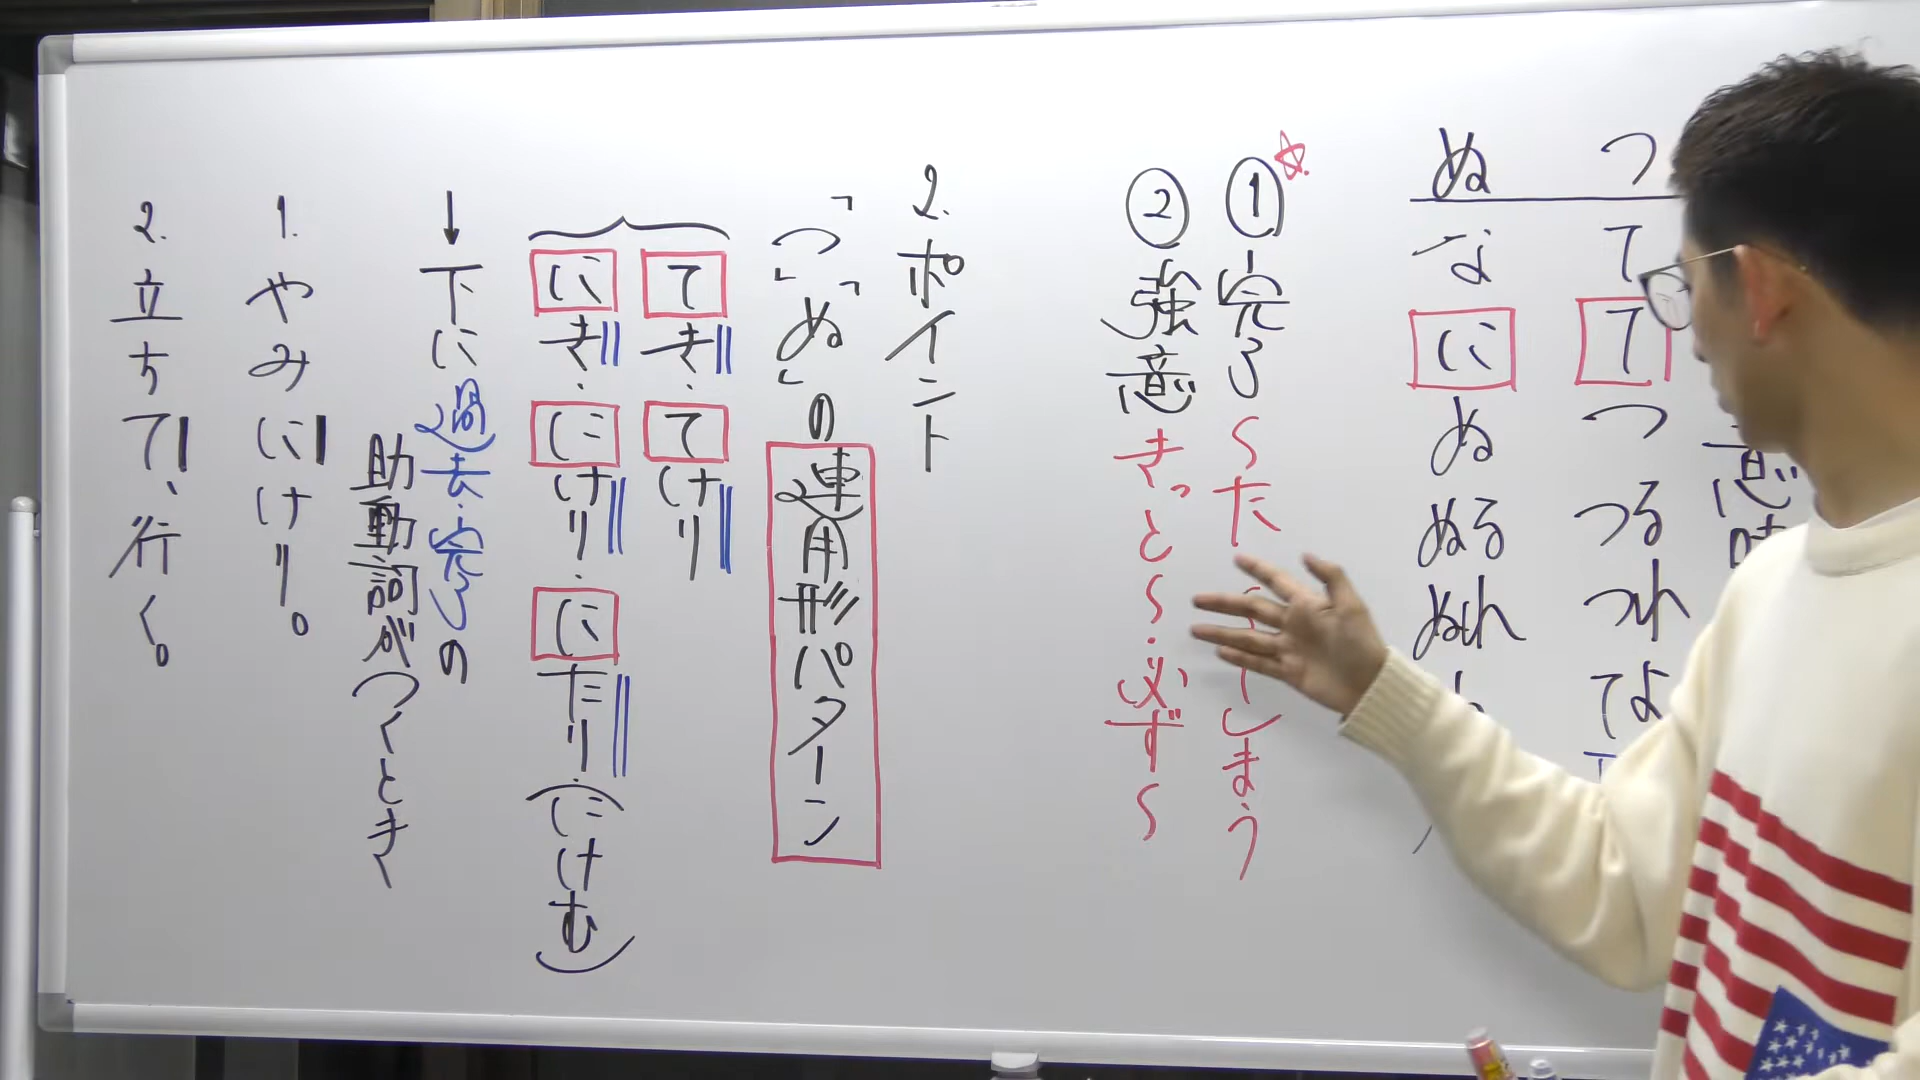 つ
て
て
つ
つる
つれ
てよ
ぬ
な
に
ぬ
ぬる
ぬれ
①完了 〜た
しまう
②強意 きっと〜・必ず〜
2. ポイント
「つ」「ぬ」の連用形パターン
てき・てけり
にき・にけり・にたり(にけむ)
↓下に過去・完了の
助動詞がつくとき
1. やみにけり。
2. 立ちて、行く。